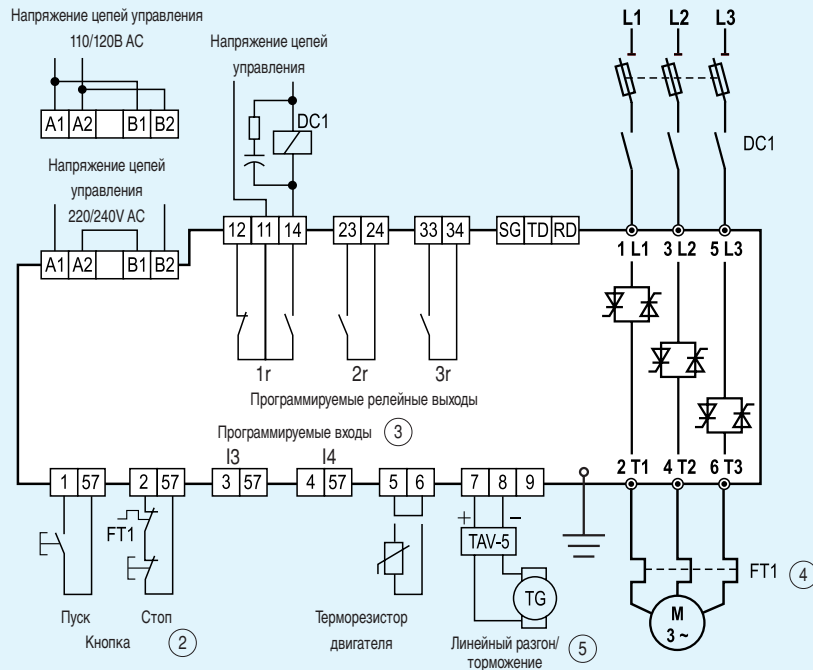 Напряжение цепей управления
110/120В AC
A1 A2 B1 B2
Напряжение цепей
управления
DC1
L1 L2 L3
DC1
Напряжение цепей
управления
220/240V AC
A1 A2 B1 B2
12 11 14 23 24 33 34 SG TD RD
1 L1 3 L2 5 L3
1r 2r 3r
Программируемые релейные выходы
Программируемые входы 3
I3 I4
2 T1 4 T2 6 T3
1 57 2 57 3 57 4 57 5 6 7 8 9
FT1
+ −
TAV-5
TG
FT1 4
M
3 ~
Пуск Стоп
Кнопка 2
Терморезистор
двигателя
Линейный разгон/
торможение 5